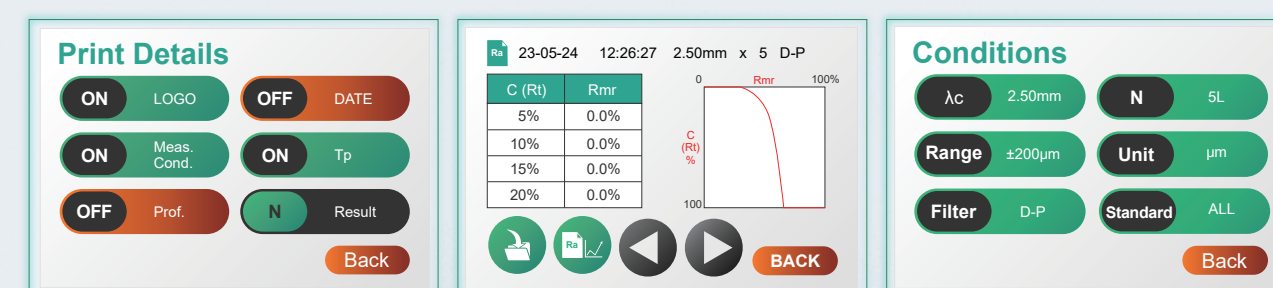 Print Details
ON LOGO
OFF DATE
ON Meas.
Cond.
ON Tp
OFF Prof.
N Result
Back
Ra 23-05-24 12:26:27 2.50mm x 5 D-P
C (Rt) Rmr
5% 0.0%
10% 0.0%
15% 0.0%
20% 0.0%
0 Rmr 100%
C
(Rt)
%
100
Ra
BACK
Conditions
λc 2.50mm
N 5L
Range ±200µm
Unit µm
Filter D-P
Standard ALL
Back